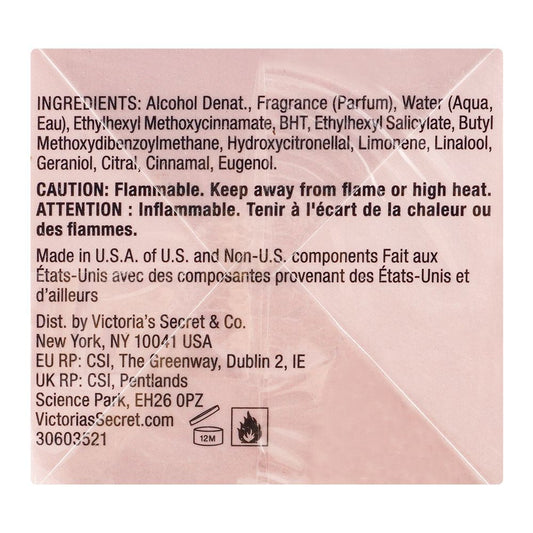 INGREDIENTS: Alcohol Denat., Fragrance (Parfum), Water (Aqua,
Eau), Ethylhexyl Methoxycinnamate, BHT, Ethylhexyl Salicylate, Butyl
Methoxydibenzoylmethane, Hydroxycitronellal, Limonene, Linalool,
Geraniol, Citral, Cinnamal, Eugenol.
CAUTION: Flammable. Keep away from flame or high heat.
ATTENTION : Inflammable. Tenir à l'écart de la chaleur ou
des flammes.
Made in U.S.A. of U.S. and Non-U.S. components Fait aux
États-Unis avec des composantes provenant des États-Unis et
d'ailleurs
Dist. by Victoria's Secret & Co.
New York, NY 10041 USA
EU RP: CSI, The Greenway, Dublin 2, IE
UK RP: CSI, Pentlands
Science Park, EH26 0PZ
VictoriasSecret.com
30603521
12M